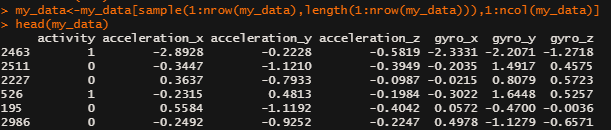 > my_data<-my_data[sample(1:nrow(my_data),length(1:nrow(my_data))),1:ncol(my_data)]
> head(my_data)
activity acceleration_x acceleration_y acceleration_z gyro_x gyro_y gyro_z
2463 1 -2.8928 -0.2228 -0.5819 -2.3331 -2.2071 -1.2718
2511 0 -0.3447 -1.1210 -0.3949 -0.2035 1.4917 0.4575
227 0 0.3637 -0.7933 -0.0987 -0.0215 0.8079 0.5723
526 1 -0.2315 0.4813 -0.1984 -0.3022 1.6448 0.5257
195 0 0.5584 -1.1192 -0.4042 0.0572 -0.4700 -0.0036
2986 0 -0.2492 -0.9252 -0.2247 0.4978 -1.1279 -0.6571